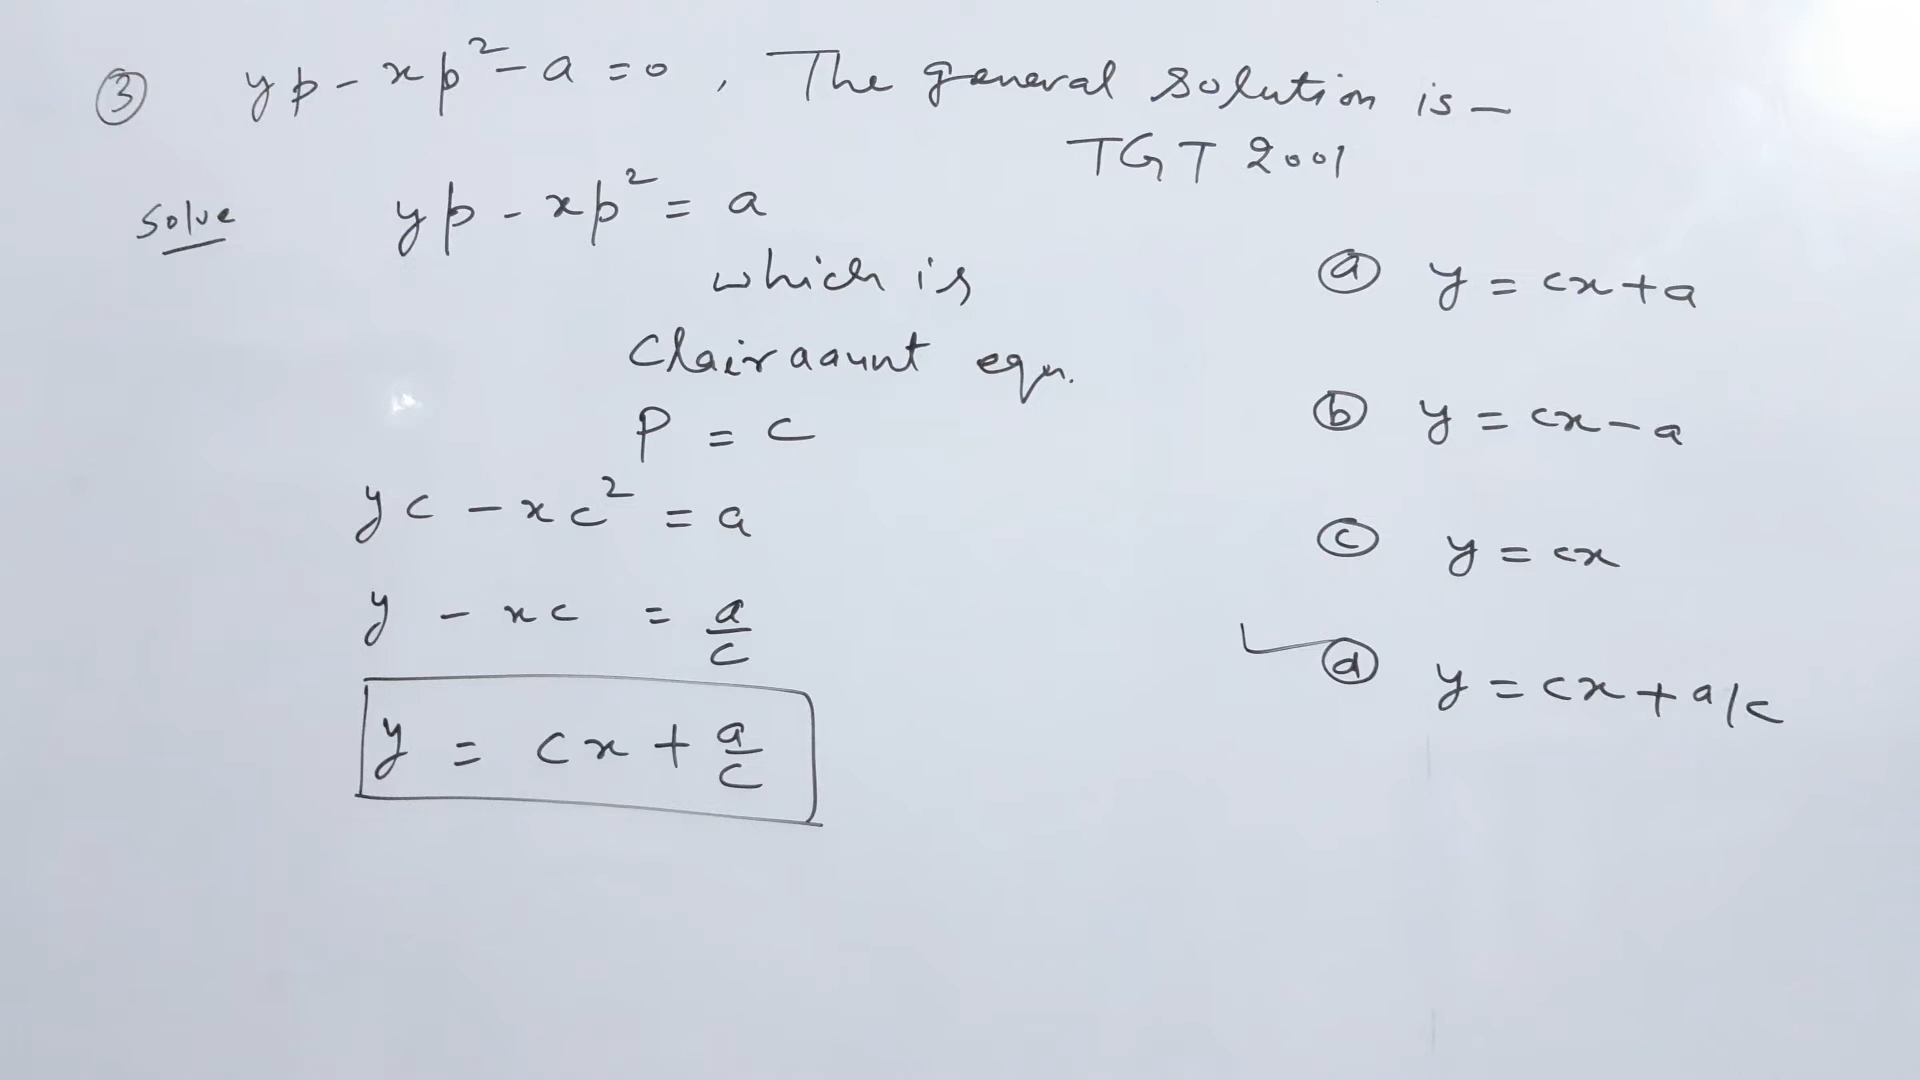 ③ yp - xp² - a = 0, The general solution is —
TGT 2001
Solve yp - xp² = a
which is
Clairaaunt eqn.
P = c
yc - xc² = a
y - xc = a/c
y = cx + a/c
ⓐ y = cx + a
ⓑ y = cx - a
ⓒ y = cx
✓ ⓓ y = cx + a/c